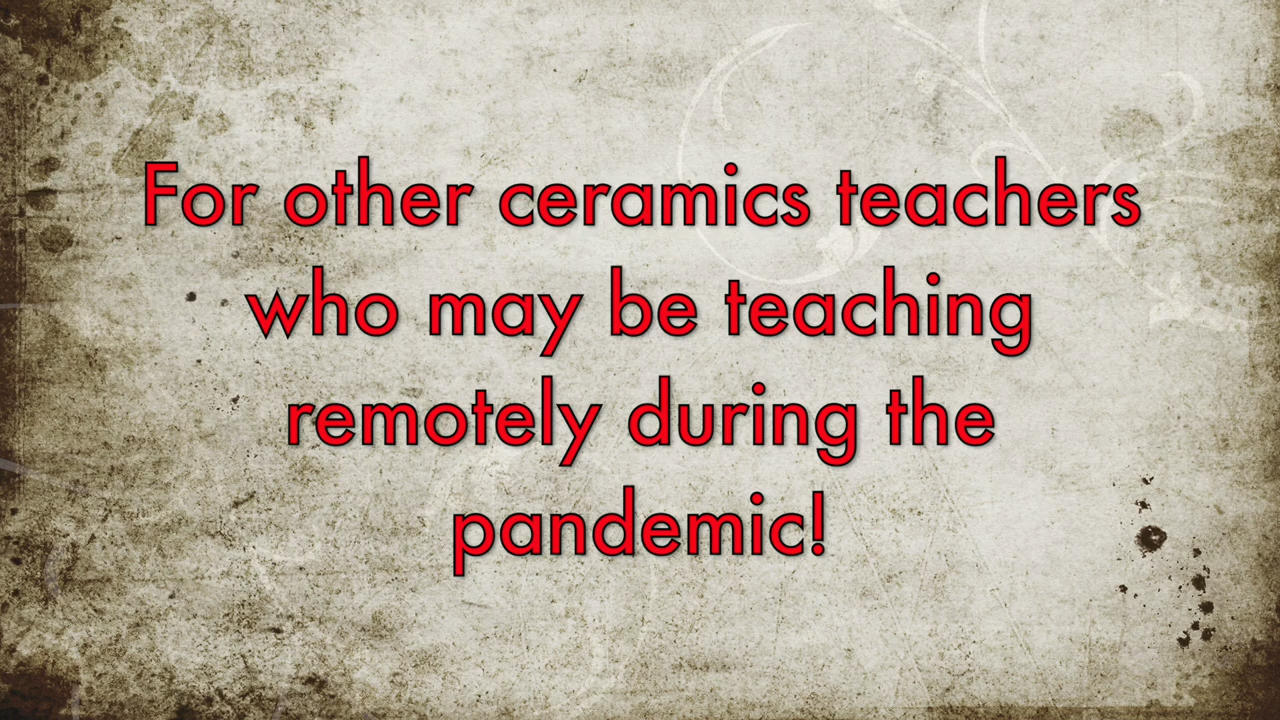 For other ceramics teachers
who may be teaching
remotely during the
pandemic!